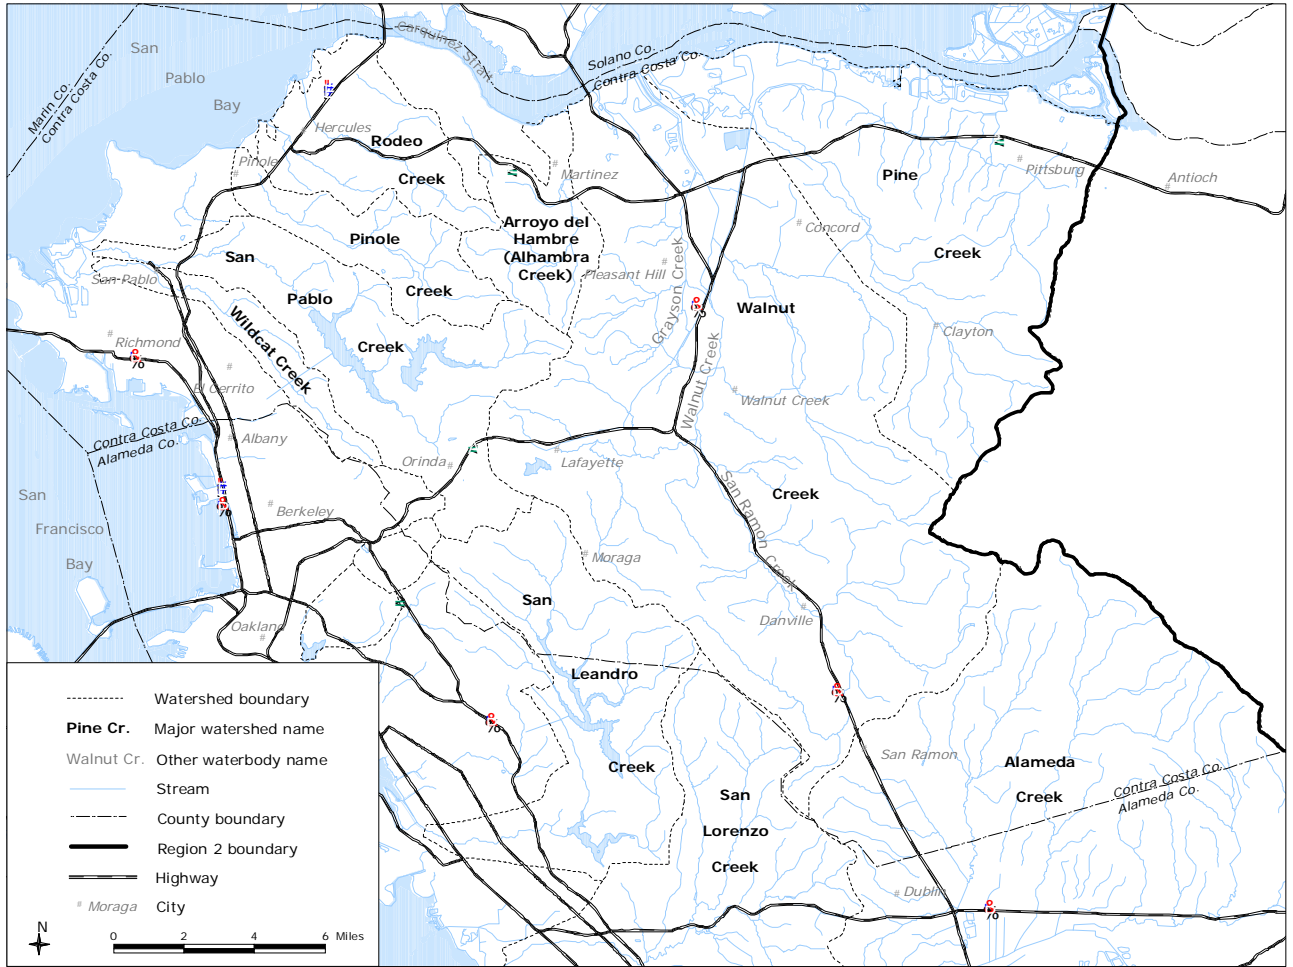 San
Pablo
Bay
Carquinez Strait
Solano Co.
Contra Costa Co.
Marin Co.
Contra Costa Co.
Hercules
Rodeo
Creek
Pinole
Martinez
Pine
Creek
Pittsburg
Antioch
Arroyo del
Hambre
(Alhambra
Creek)
Pinole
Creek
San
Pablo
Creek
Concord
Pleasant Hill
Grayson Creek
San Pablo
Wildcat Creek
Walnut
Creek
Clayton
Richmond
El Cerrito
Walnut Creek
Walnut Creek
Contra Costa Co.
Alameda Co.
Albany
Orinda
Lafayette
San
Francisco
Bay
Berkeley
San Ramon Creek
Moraga
San
Leandro
Creek
Danville
Oakland
San Ramon
Alameda
Creek
Contra Costa Co.
Alameda Co.
San
Lorenzo
Creek
Dublin
Watershed boundary
Pine Cr. Major watershed name
Walnut Cr. Other waterbody name
Stream
County boundary
Region 2 boundary
Highway
Moraga City
N
0 2 4 6 Miles